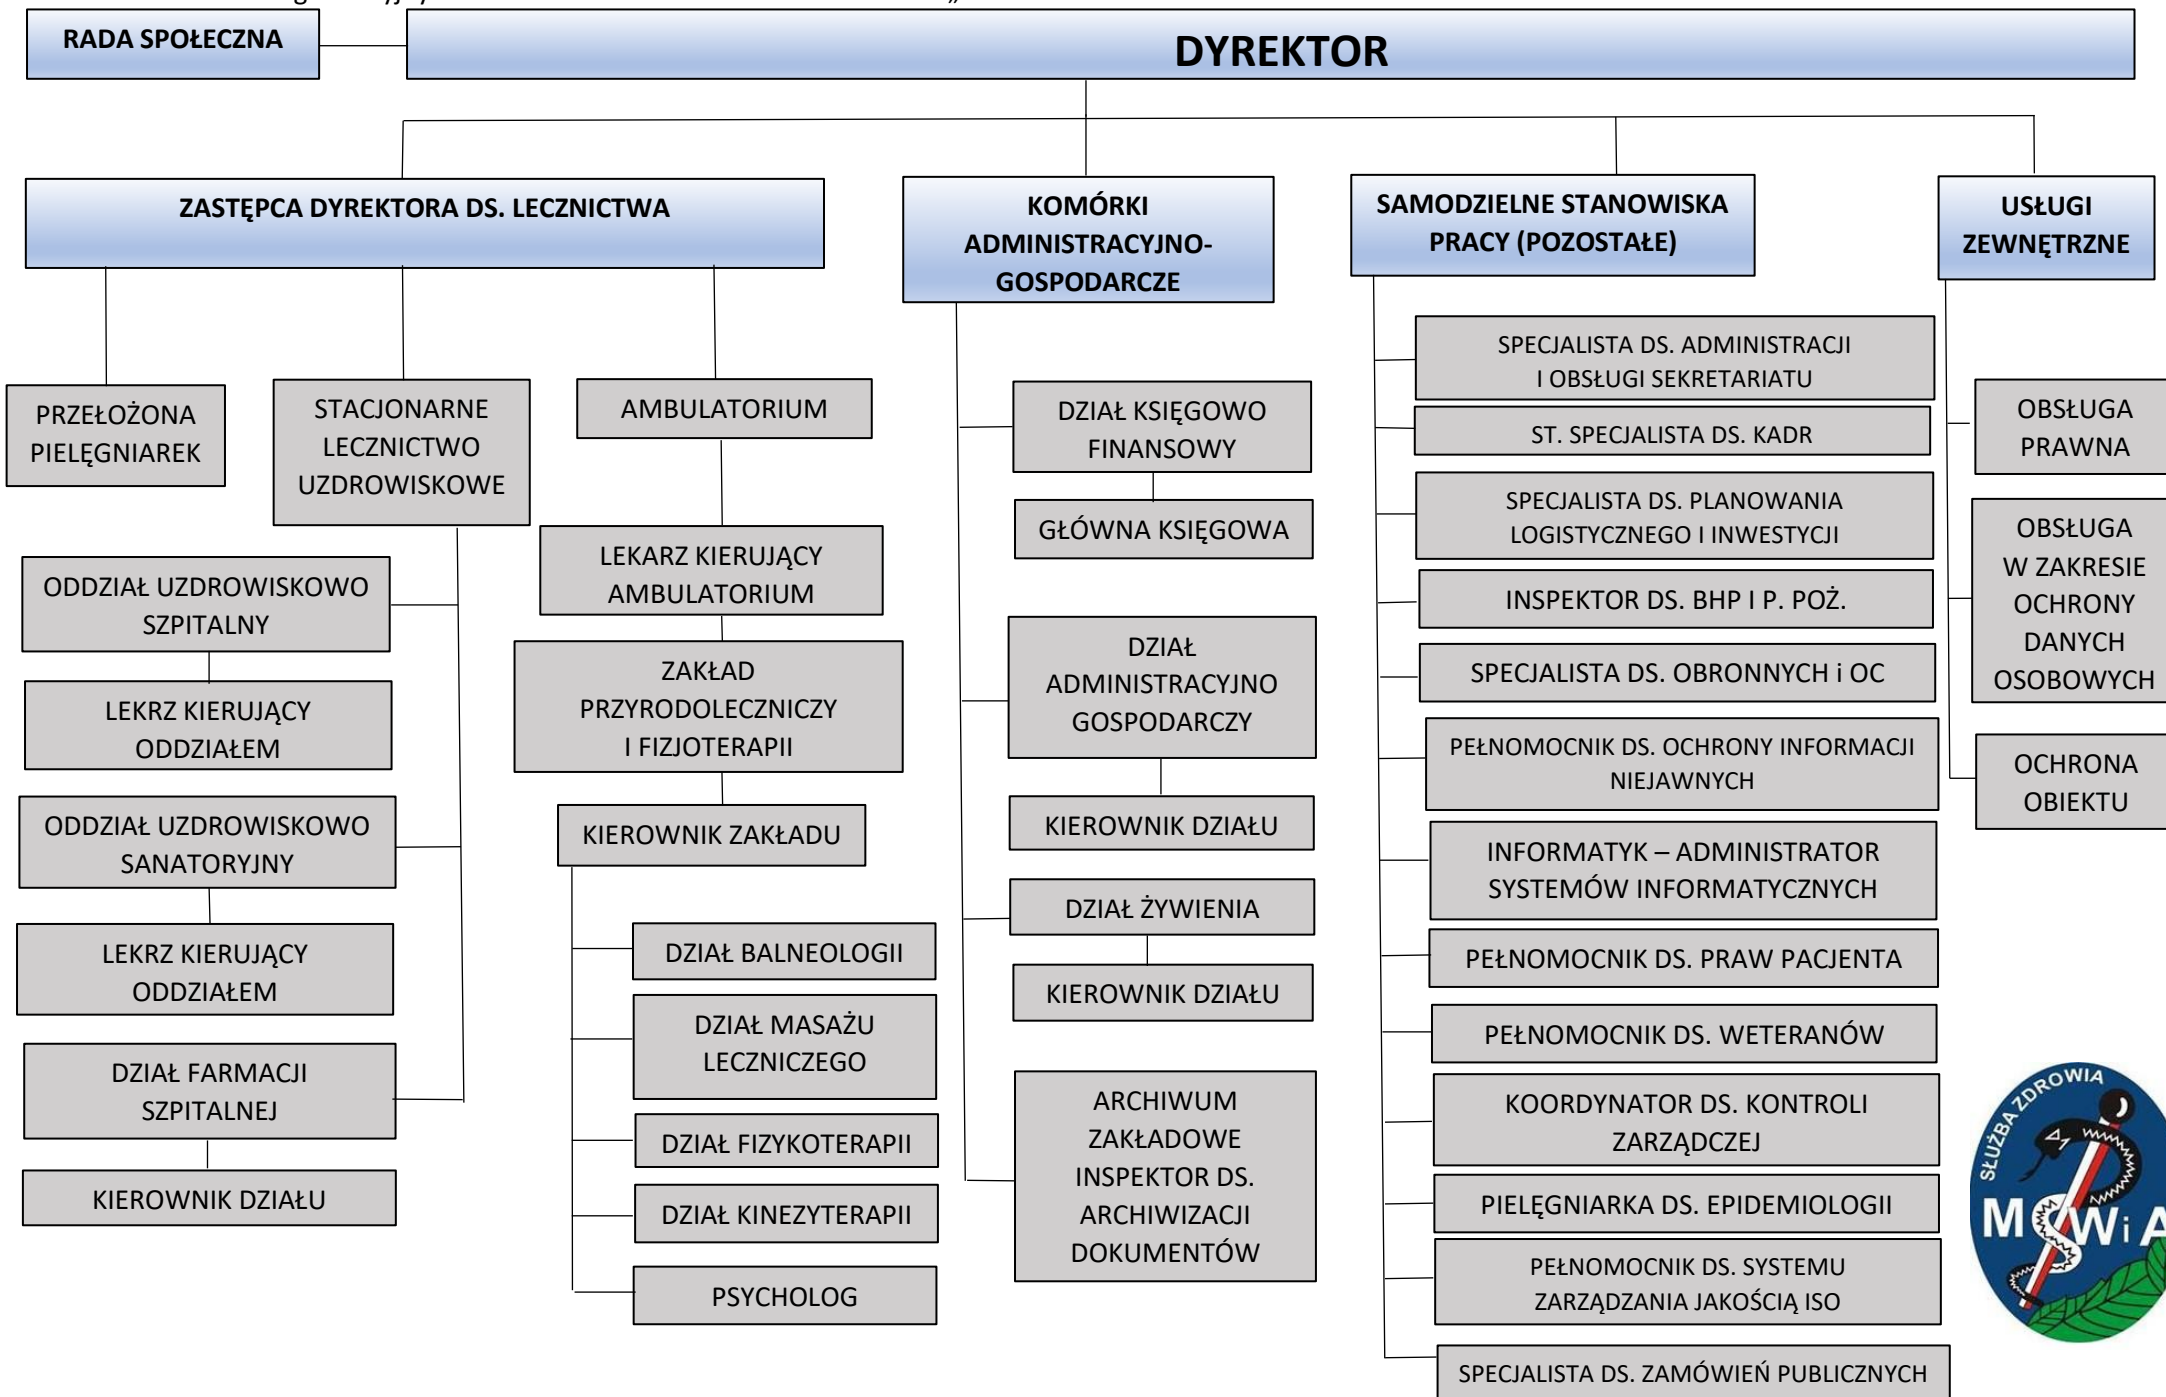 RADA SPOŁECZNA
DYREKTOR
ZASTĘPCA DYREKTORA DS. LECZNICTWA
KOMÓRKI
ADMINISTRACYJNO-
GOSPODARCZE
SAMODZIELNE STANOWISKA
PRACY (POZOSTAŁE)
USŁUGI
ZEWNĘTRZNE
PRZEŁOŻONA
PIELĘGNIAREK
STACJONARNE
LECZNICTWO
UZDROWISKOWE
ODDZIAŁ UZDROWISKOWO
SZPITALNY
LEKRZ KIERUJĄCY
ODDZIAŁEM
ODDZIAŁ UZDROWISKOWO
SANATORYJNY
LEKRZ KIERUJĄCY
ODDZIAŁEM
DZIAŁ FARMACJI
SZPITALNEJ
KIEROWNIK DZIAŁU
AMBULATORIUM
LEKARZ KIERUJĄCY
AMBULATORIUM
ZAKŁAD
PRZYRODOLECZNICZY
I FIZJOTERAPII
KIEROWNIK ZAKŁADU
DZIAŁ BALNEOLOGII
DZIAŁ MASAŻU
LECZNICZEGO
DZIAŁ FIZYKOTERAPII
DZIAŁ KINEZYTERAPII
PSYCHOLOG
DZIAŁ KSIĘGOWO
FINANSOWY
GŁÓWNA KSIĘGOWA
DZIAŁ
ADMINISTRACYJNO
GOSPODARCZY
KIEROWNIK DZIAŁU
DZIAŁ ŻYWIENIA
KIEROWNIK DZIAŁU
ARCHIWUM
ZAKŁADOWE
INSPEKTOR DS.
ARCHIWIZACJI
DOKUMENTÓW
SPECJALISTA DS. ADMINISTRACJI
I OBSŁUGI SEKRETARIATU
ST. SPECJALISTA DS. KADR
SPECJALISTA DS. PLANOWANIA
LOGISTYCZNEGO I INWESTYCJI
INSPEKTOR DS. BHP I P. POŻ.
SPECJALISTA DS. OBRONNYCH i OC
PEŁNOMOCNIK DS. OCHRONY INFORMACJI
NIEJAWNYCH
INFORMATYK – ADMINISTRATOR
SYSTEMÓW INFORMATYCZNYCH
PEŁNOMOCNIK DS. PRAW PACJENTA
PEŁNOMOCNIK DS. WETERANÓW
KOORDYNATOR DS. KONTROLI
ZARZĄDCZEJ
PIELĘGNIARKA DS. EPIDEMIOLOGII
PEŁNOMOCNIK DS. SYSTEMU
ZARZĄDZANIA JAKOŚCIĄ ISO
SPECJALISTA DS. ZAMÓWIEŃ PUBLICZNYCH
OBSŁUGA
PRAWNA
OBSŁUGA
W ZAKRESIE
OCHRONY
DANYCH
OSOBOWYCH
OCHRONA
OBIEKTU
SŁUŻBA ZDROWIA
MSWiA